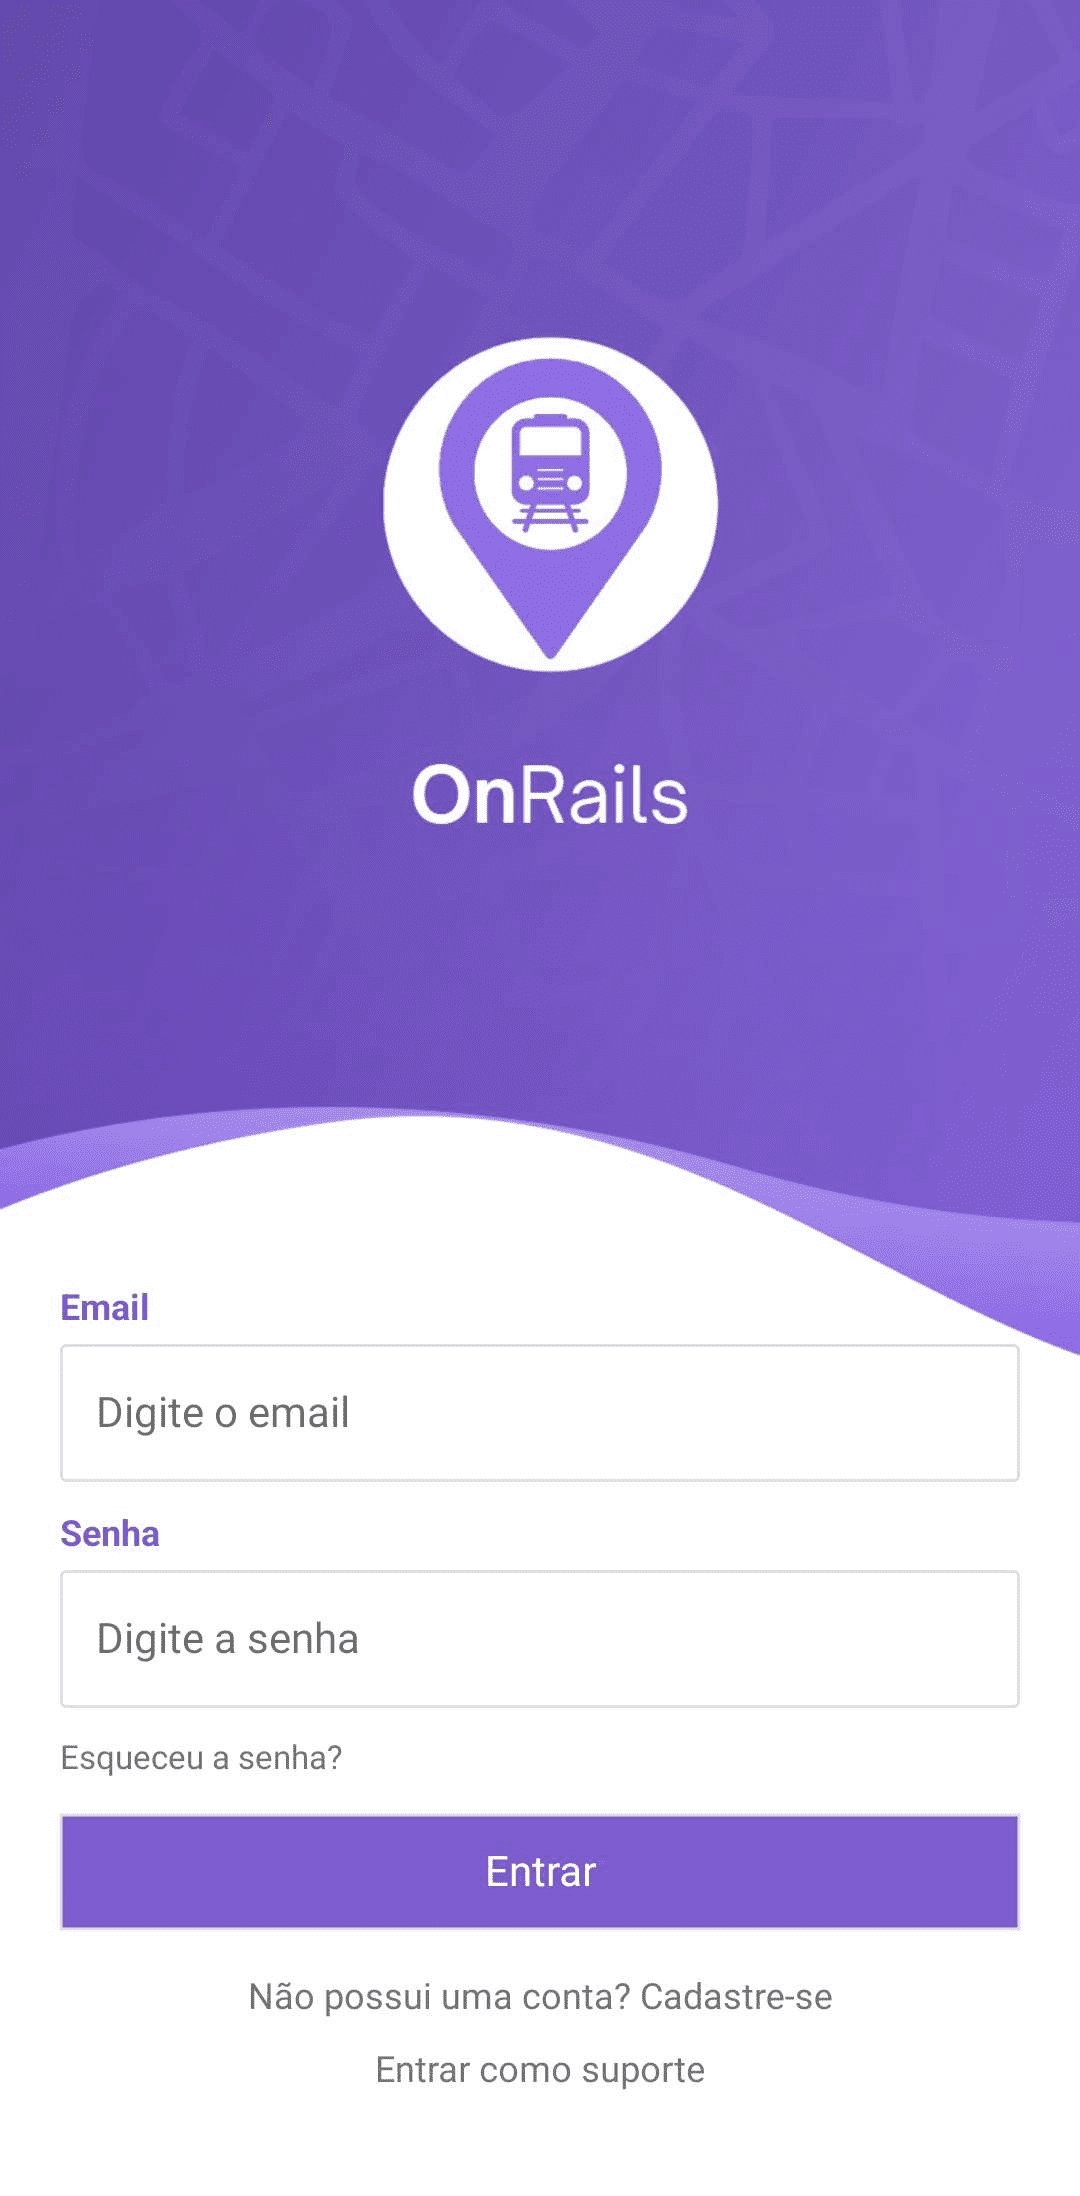 OnRails
Email
Digite o email
Senha
Digite a senha
Esqueceu a senha?
Entrar
Não possui uma conta? Cadastre-se
Entrar como suporte